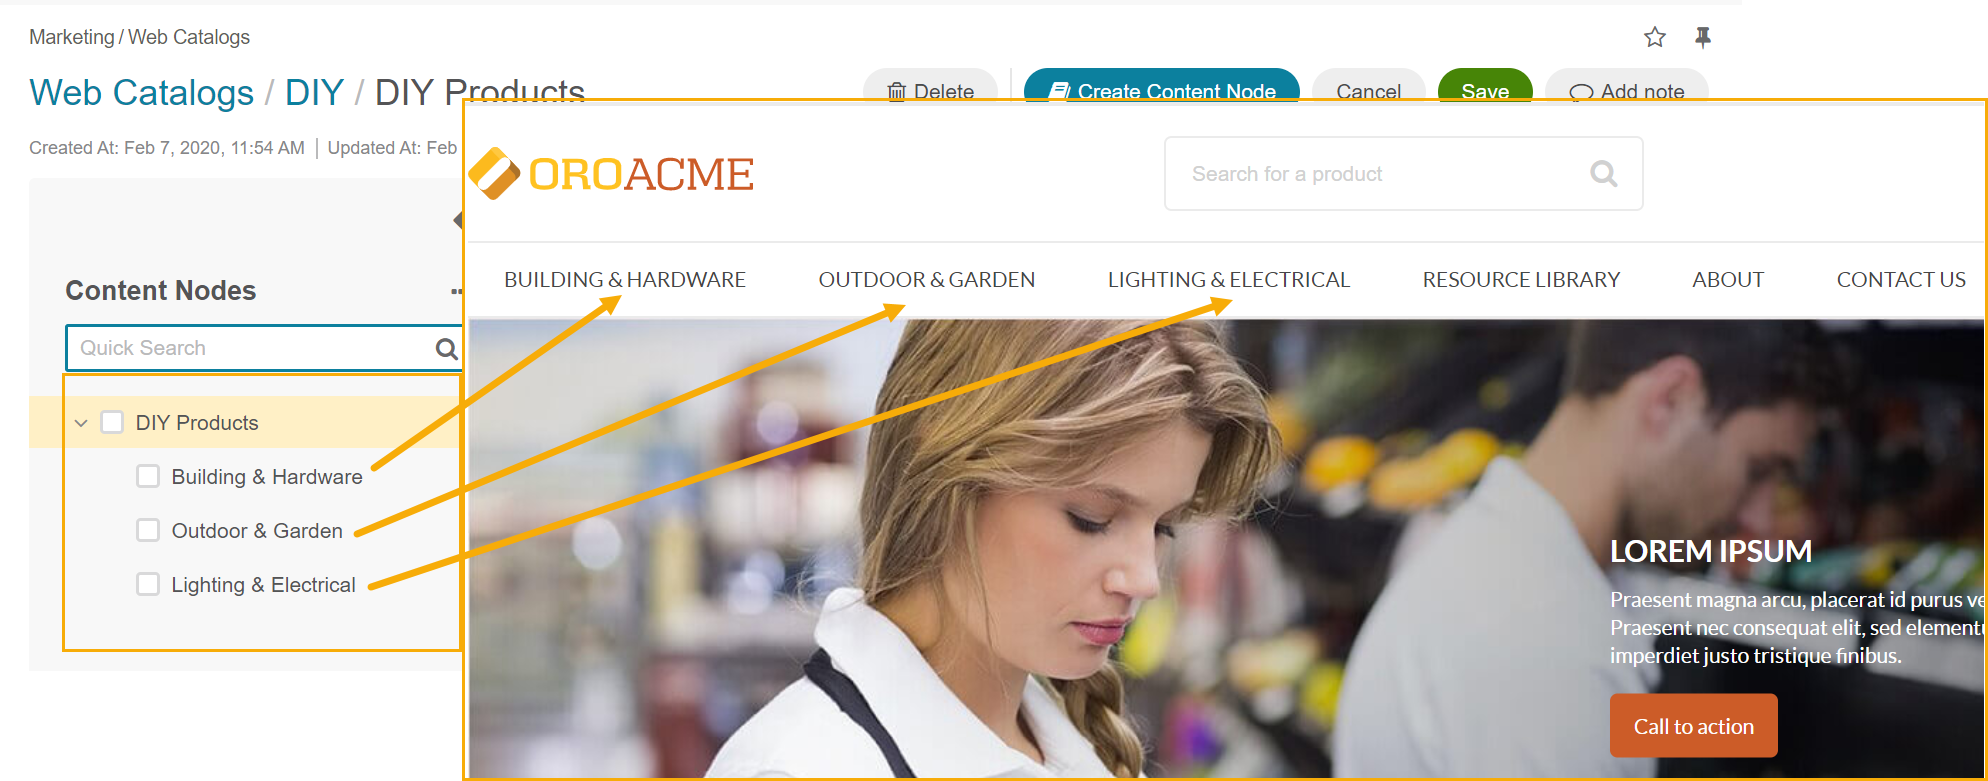 Marketing / Web Catalogs
Web Catalogs / DIY / DIY Products
Delete
Create Content Node
Cancel
Save
Add note
Created At: Feb 7, 2020, 11:54 AM
Updated At: Feb
OROACME
Search for a product
BUILDING & HARDWARE
OUTDOOR & GARDEN
LIGHTING & ELECTRICAL
RESOURCE LIBRARY
ABOUT
CONTACT US
Content Nodes
Quick Search
DIY Products
Building & Hardware
Outdoor & Garden
Lighting & Electrical
LOREM IPSUM
Praesent magna arcu, placerat id purus
Praesent nec consequat elit, sed
imperdiet justo tristique finibus.
Call to action